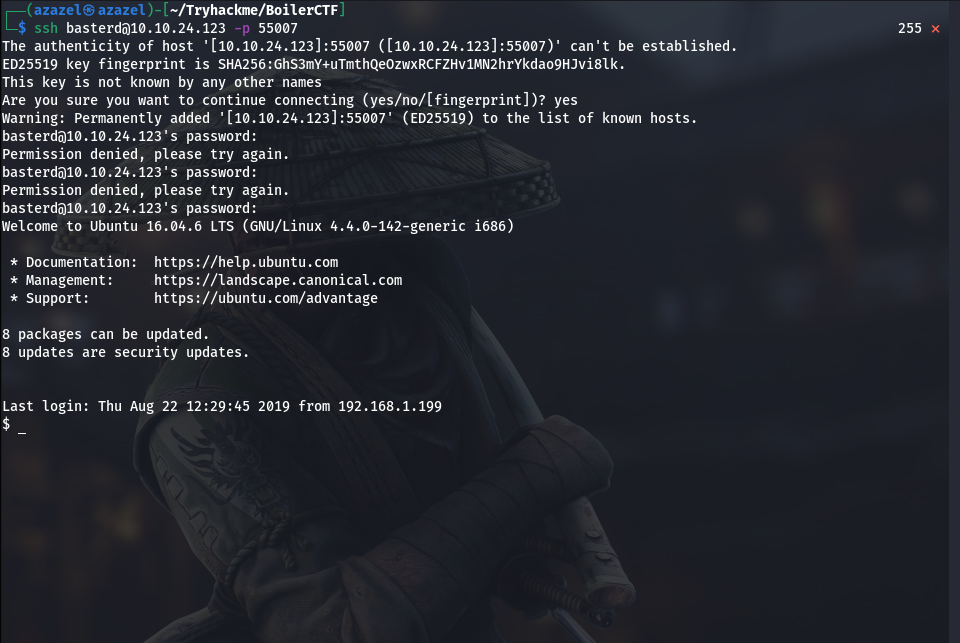 ┌──(azazel㉿azazel)-[~/Tryhackme/BoilerCTF]
└─$ ssh basterd@10.10.24.123 -p 55007 255 ⨯
The authenticity of host '[10.10.24.123]:55007 ([10.10.24.123]:55007)' can't be established.
ED25519 key fingerprint is SHA256:GhS3mY+uTmthQeOzwxRCFZHv1MN2hrYkdao9HJvi8lk.
This key is not known by any other names
Are you sure you want to continue connecting (yes/no/[fingerprint])? yes
Warning: Permanently added '[10.10.24.123]:55007' (ED25519) to the list of known hosts.
basterd@10.10.24.123's password:
Permission denied, please try again.
basterd@10.10.24.123's password:
Permission denied, please try again.
basterd@10.10.24.123's password:
Welcome to Ubuntu 16.04.6 LTS (GNU/Linux 4.4.0-142-generic i686)
* Documentation:  https://help.ubuntu.com
* Management:     https://landscape.canonical.com
* Support:        https://ubuntu.com/advantage
8 packages can be updated.
8 updates are security updates.
Last login: Thu Aug 22 12:29:45 2019 from 192.168.1.199
$ _